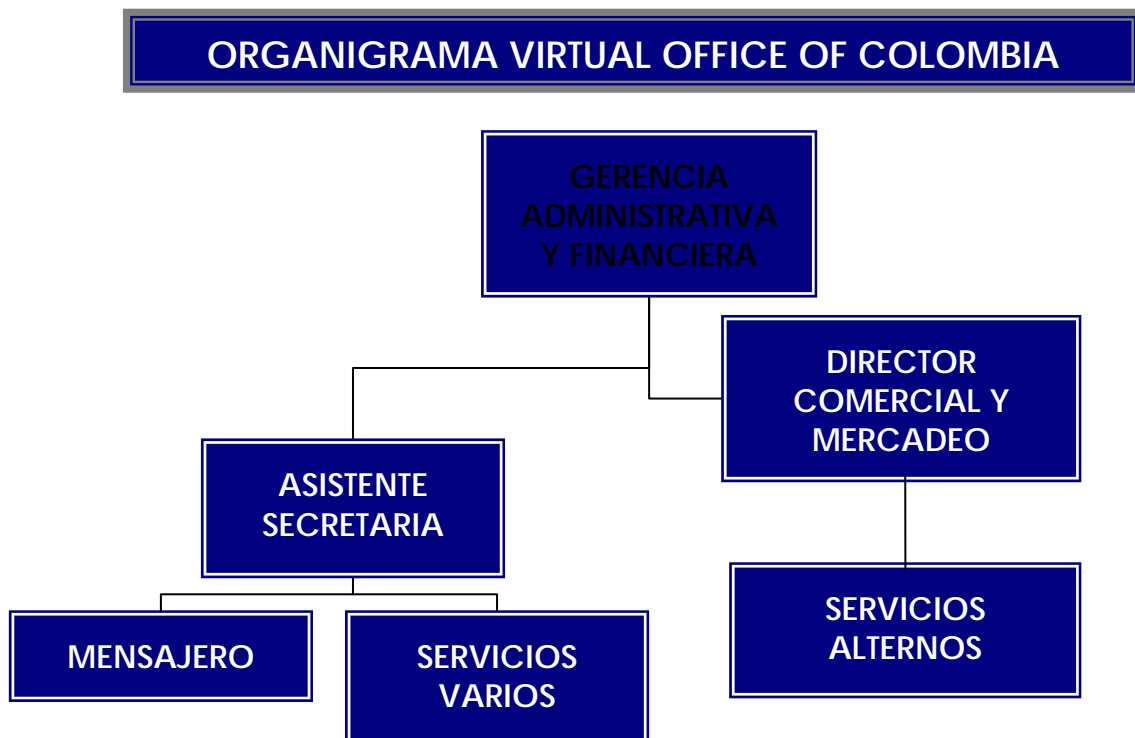 ORGANIGRAMA VIRTUAL OFFICE OF COLOMBIA
GERENCIA
ADMINISTRATIVA
Y FINANCIERA
DIRECTOR
COMERCIAL Y
MERCADEO
ASISTENTE
SECRETARIA
SERVICIOS
ALTERNOS
MENSAJERO
SERVICIOS
VARIOS